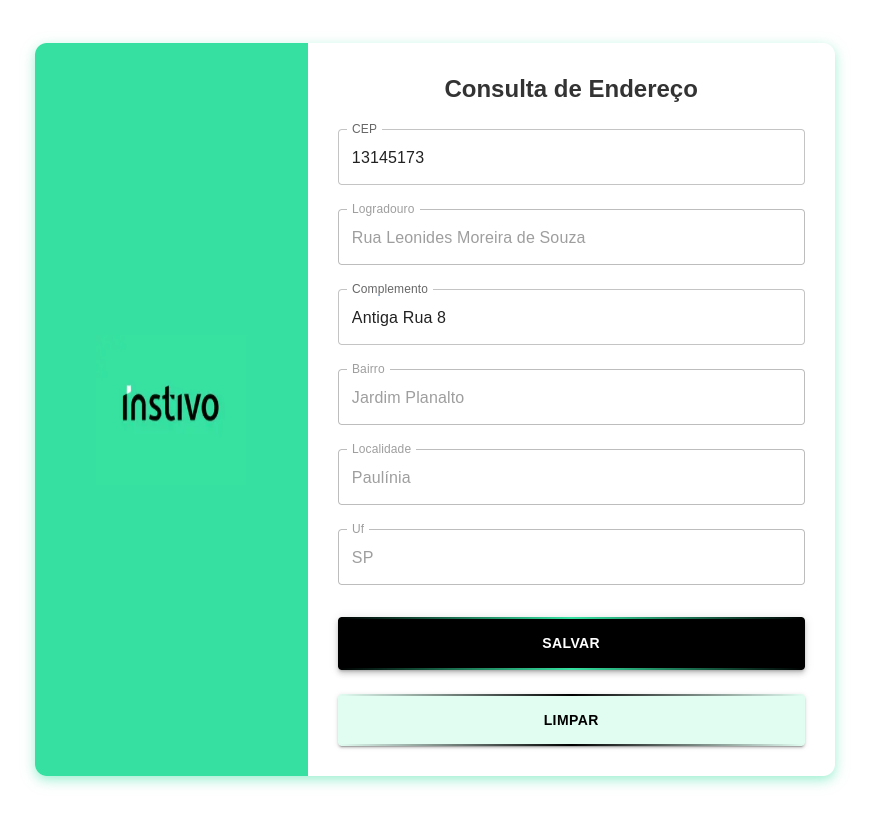 instivo
Consulta de Endereço
CEP
13145173
Logradouro
Rua Leonides Moreira de Souza
Complemento
Antiga Rua 8
Bairro
Jardim Planalto
Localidade
Paulínia
Uf
SP
SALVAR
LIMPAR